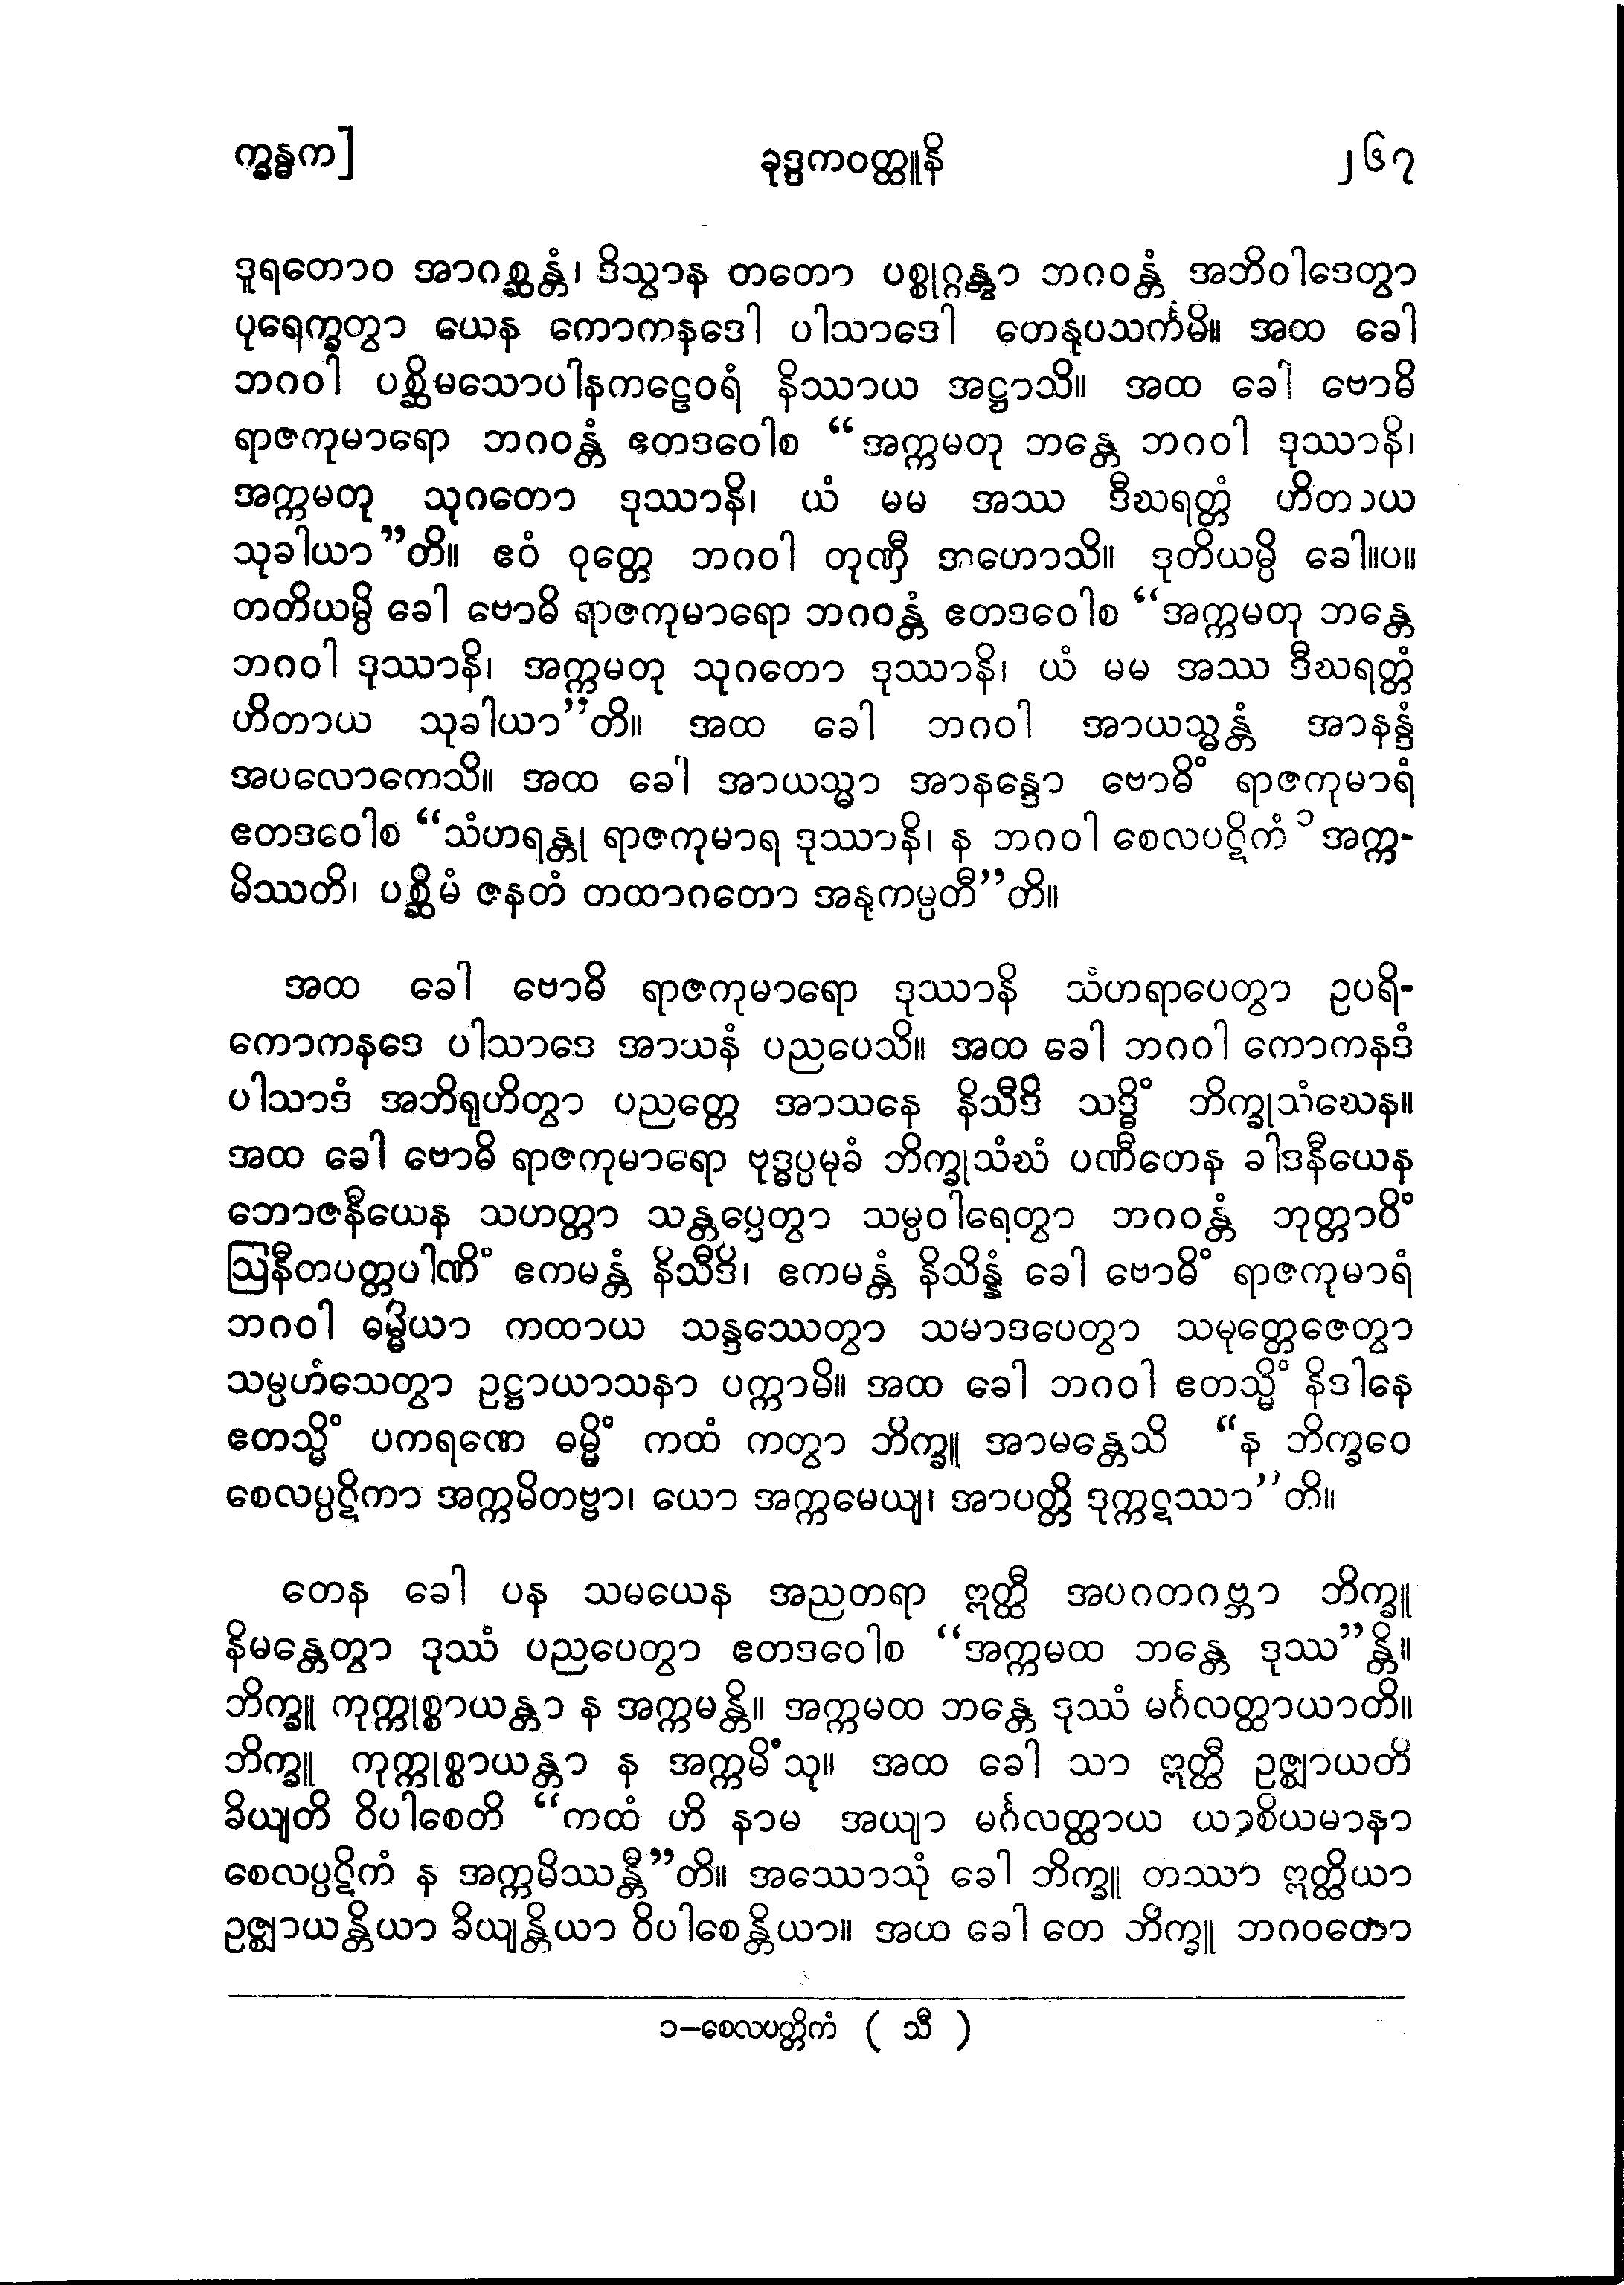 က္ခန္ဓက]
ခုဒ္ဒကဝတ္ထူနိ
၂၆၇
ဒူရတောဝ အာဂစ္ဆန္တံ၊ ဒိသွာန တတော ပစ္စုဂ္ဂန္တွာ ဘဂဝန္တံ အဘိဝါဒေတွာ
ပုရေက္ခတွာ ယေန ကောကနဒေါ ပါသာဒေါ တေနုပသင်္ကမိ။ အထ ခေါ
ဘဂဝါ ပစ္ဆိမသောပါနကဠေဝရံ နိဿာယ အဋ္ဌာသိ။ အထ ခေါ ဗောဓိ
ရာဇကုမာရော ဘဂဝန္တံ ဧတဒဝေါစ “အက္ကမတု ဘန္တေ ဘဂဝါ ဒုဿာနိ၊
အက္ကမတု သုဂတော ဒုဿာနိ၊ ယံ မမ အဿ ဒီဃရတ္တံ ဟိတာယ
သုခါယာ”တိ။ ဧဝံ ဝုတ္တေ ဘဂဝါ တုဏှီ အဟောသိ။ ဒုတိယမ္ပိ ခေါ။ပ။
တတိယမ္ပိ ခေါ ဗောဓိ ရာဇကုမာရော ဘဂဝန္တံ ဧတဒဝေါစ “အက္ကမတု ဘန္တေ
ဘဂဝါ ဒုဿာနိ၊ အက္ကမတု သုဂတော ဒုဿာနိ၊ ယံ မမ အဿ ဒီဃရတ္တံ
ဟိတာယ သုခါယာ”တိ။ အထ ခေါ ဘဂဝါ အာယသ္မန္တံ အာနန္ဒံ
အပလောကေသိ။ အထ ခေါ အာယသ္မာ အာနန္ဒော ဗောဓိံ ရာဇကုမာရံ
ဧတဒဝေါစ “သံဟရန္တု ရာဇကုမာရ ဒုဿာနိ၊ န ဘဂဝါ စေလပဋိကံ ၁ အက္က-
မိဿတိ၊ ပစ္ဆိမံ ဇနတံ တထာဂတော အနုကမ္ပတီ”တိ။
အထ ခေါ ဗောဓိ ရာဇကုမာရော ဒုဿာနိ သံဟရာပေတွာ ဥပရိ-
ကောကနဒေ ပါသာဒေ အာသနံ ပညပေသိ။ အထ ခေါ ဘဂဝါ ကောကနဒံ
ပါသာဒံ အဘိရုဟိတွာ ပညတ္တေ အာသနေ နိသီဒိ သဒ္ဓိံ ဘိက္ခုသံဃေန။
အထ ခေါ ဗောဓိ ရာဇကုမာရော ဗုဒ္ဓပ္ပမုခံ ဘိက္ခုသံဃံ ပဏီတေန ခါဒနီယေန
ဘောဇနီယေန သဟတ္ထာ သန္တပ္ပေတွာ သမ္ပဝါရေတွာ ဘဂဝန္တံ ဘုတ္တာဝိံ
ဩနီတပတ္တပါဏိံ ဧကမန္တံ နိသီဒိ၊ ဧကမန္တံ နိသိန္နံ ခေါ ဗောဓိံ ရာဇကုမာရံ
ဘဂဝါ ဓမ္မိယာ ကထာယ သန္ဒဿေတွာ သမာဒပေတွာ သမုတ္တေဇေတွာ
သမ္ပဟံသေတွာ ဥဋ္ဌာယာသနာ ပက္ကာမိ။ အထ ခေါ ဘဂဝါ ဧတသ္မိံ နိဒါနေ
ဧတသ္မိံ ပကရဏေ ဓမ္မိံ ကထံ ကတွာ ဘိက္ခူ အာမန္တေသိ “န ဘိက္ခဝေ
စေလပ္ပဋိကာ အက္ကမိတဗ္ဗာ၊ ယော အက္ကမေယျ၊ အာပတ္တိ ဒုက္ကဋဿာ”တိ။
တေန ခေါ ပန သမယေန အညတရာ ဣတ္ထီ အပဂတဂဗ္ဘာ ဘိက္ခူ
နိမန္တေတွာ ဒုဿံ ပညပေတွာ ဧတဒဝေါစ “အက္ကမထ ဘန္တေ ဒုဿ”န္တိ။
ဘိက္ခူ ကုက္ကုစ္စာယန္တာ န အက္ကမန္တိ။ အက္ကမထ ဘန္တေ ဒုဿံ မင်္ဂလတ္ထာယာတိ။
ဘိက္ခူ ကုက္ကုစ္စာယန္တာ န အက္ကမိံသု။ အထ ခေါ သာ ဣတ္ထီ ဥဇ္ဈာယတိ
ခိယျတိ ဝိပါစေတိ “ကထံ ဟိ နာမ အယျာ မင်္ဂလတ္ထာယ ယာစိယမာနာ
စေလပ္ပဋိကံ န အက္ကမိဿန္တီ”တိ။ အဿောသုံ ခေါ ဘိက္ခူ တဿာ ဣတ္ထိယာ
ဥဇ္ဈာယန္တိယာ ခိယျန္တိယာ ဝိပါစေန္တိယာ။ အထ ခေါ တေ ဘိက္ခူ ဘဂဝတော
၁-စေလပတ္တိကံ ( သီ )